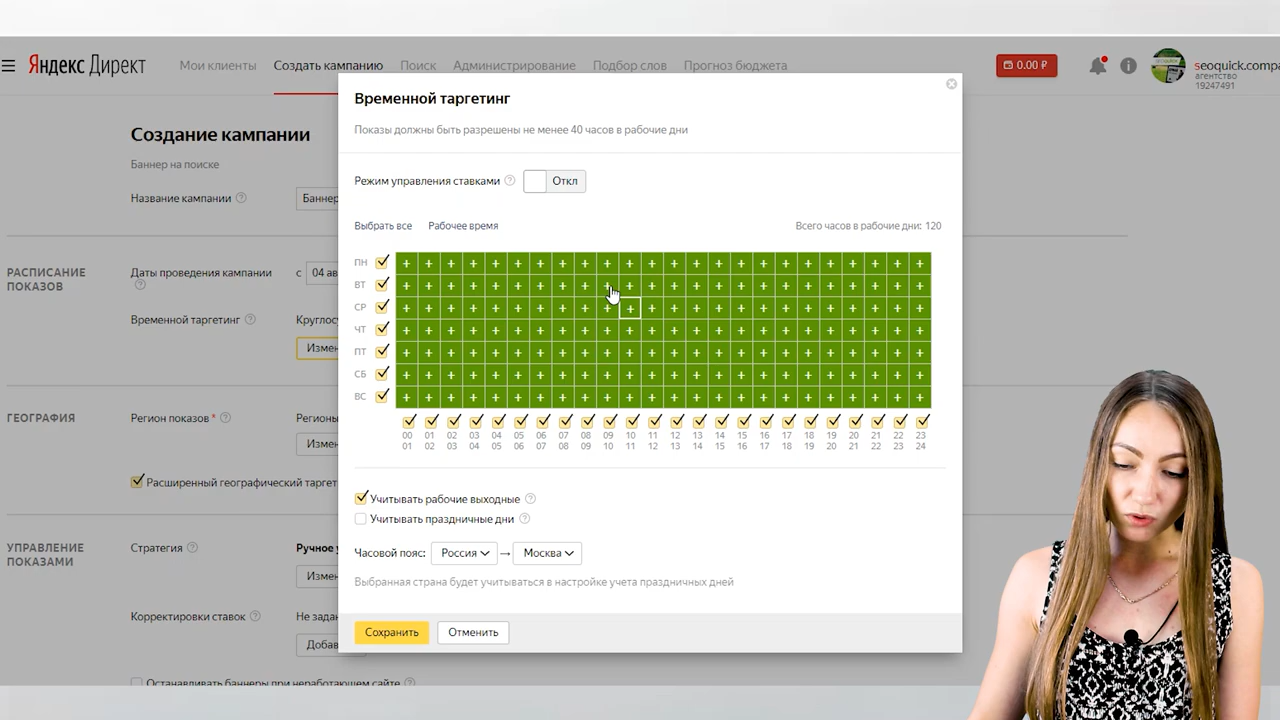 Яндекс Директ
Мои клиенты Создать кампанию Поиск Администрирование Подбор слов Прогноз бюджета
0.00 ₽
seoquick.compa
агентство
19247491
Создание кампании
Баннер на поиске
Название кампании
Баннер
РАСПИСАНИЕ
ПОКАЗОВ
Даты проведения кампании
с 04 ав
Временной таргетинг
Круглосу
Измен
ГЕОГРАФИЯ
Регион показов *
Регионы
Измен
Расширенный географический таргет
УПРАВЛЕНИЕ
ПОКАЗАМИ
Стратегия
Ручное у
Измен
Корректировки ставок
Не задан
Добав
Останавливать баннеры при неработающем сайте
Временной таргетинг
Показы должны быть разрешены не менее 40 часов в рабочие дни
Режим управления ставками
Откл
Выбрать все Рабочее время
Всего часов в рабочие дни: 120
ПН
ВТ
СР
ЧТ
ПТ
СБ
ВС
00 01 02 03 04 05 06 07 08 09 10 11 12 13 14 15 16 17 18 19 20 21 22 23
01 02 03 04 05 06 07 08 09 10 11 12 13 14 15 16 17 18 19 20 21 22 23 24
Учитывать рабочие выходные
Учитывать праздничные дни
Часовой пояс: Россия → Москва
Выбранная страна будет учитываться в настройке учета праздничных дней
Сохранить Отменить